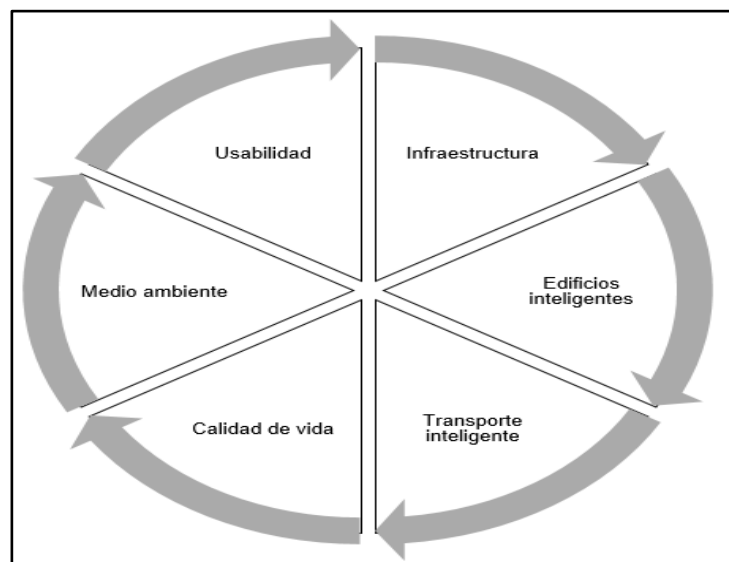 Usabilidad
Infraestructura
Medio ambiente
Edificios
inteligentes
Calidad de vida
Transporte
inteligente